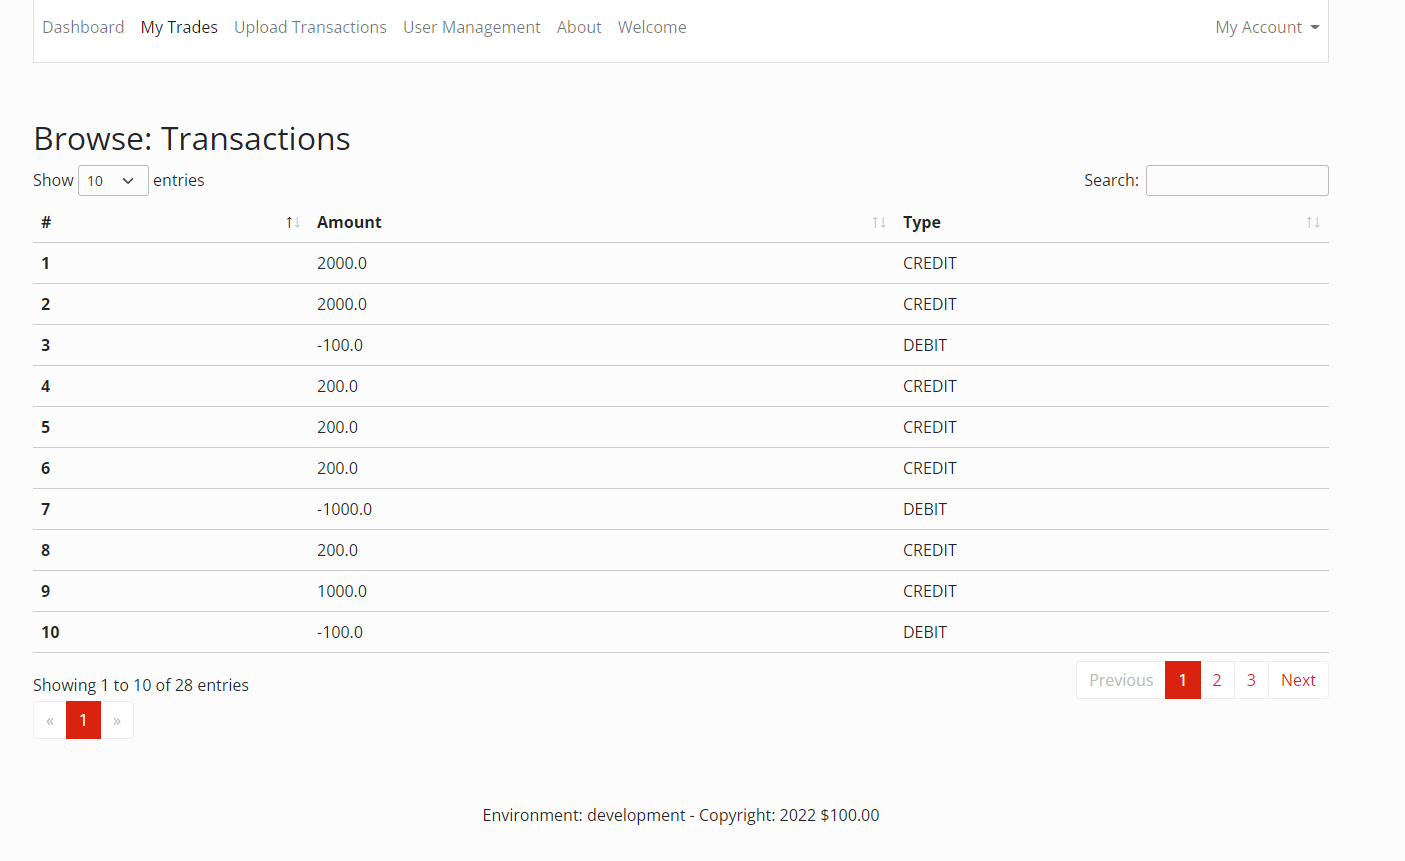 Dashboard My Trades Upload Transactions User Management About Welcome My Account
Browse: Transactions
Show 10 entries Search:
# Amount Type
1 2000.0 CREDIT
2 2000.0 CREDIT
3 -100.0 DEBIT
4 200.0 CREDIT
5 200.0 CREDIT
6 200.0 CREDIT
7 -1000.0 DEBIT
8 200.0 CREDIT
9 1000.0 CREDIT
10 -100.0 DEBIT
Showing 1 to 10 of 28 entries Previous 1 2 3 Next
« 1 »
Environment: development - Copyright: 2022 $100.00